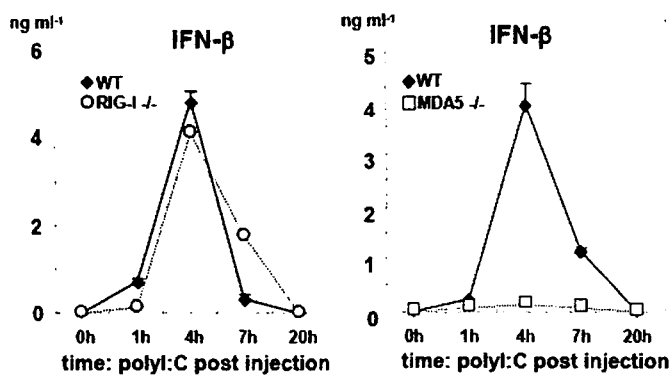 ng ml-1
IFN-β
6
4
2
0
◆WT
○RIG-I -/-
0h 1h 4h 7h 20h
time: polyI:C post injection
ng ml-1
IFN-β
5
4
3
2
1
0
◆WT
□MDA5 -/-
0h 1h 4h 7h 20h
time: polyI:C post injection